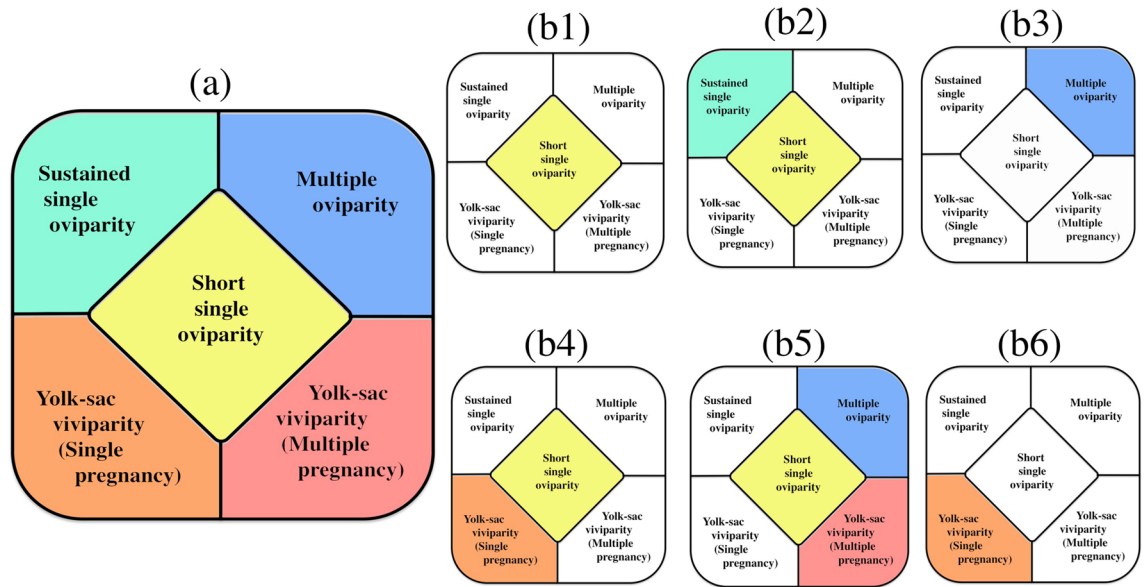 (a)
Sustained
single
oviparity
Multiple
oviparity
Short
single
oviparity
Yolk-sac
viviparity
(Single
pregnancy)
Yolk-sac
viviparity
(Multiple
pregnancy)
(b1)
Sustained
single
oviparity
Multiple
oviparity
Short
single
oviparity
Yolk-sac
viviparity
(Single
pregnancy)
Yolk-sac
viviparity
(Multiple
pregnancy)
(b2)
Sustained
single
oviparity
Multiple
oviparity
Short
single
oviparity
Yolk-sac
viviparity
(Single
pregnancy)
Yolk-sac
viviparity
(Multiple
pregnancy)
(b3)
Sustained
single
oviparity
Multiple
oviparity
Short
single
oviparity
Yolk-sac
viviparity
(Single
pregnancy)
Yolk-sac
viviparity
(Multiple
pregnancy)
(b4)
Sustained
single
oviparity
Multiple
oviparity
Short
single
oviparity
Yolk-sac
viviparity
(Single
pregnancy)
Yolk-sac
viviparity
(Multiple
pregnancy)
(b5)
Sustained
single
oviparity
Multiple
oviparity
Short
single
oviparity
Yolk-sac
viviparity
(Single
pregnancy)
Yolk-sac
viviparity
(Multiple
pregnancy)
(b6)
Sustained
single
oviparity
Multiple
oviparity
Short
single
oviparity
Yolk-sac
viviparity
(Single
pregnancy)
Yolk-sac
viviparity
(Multiple
pregnancy)